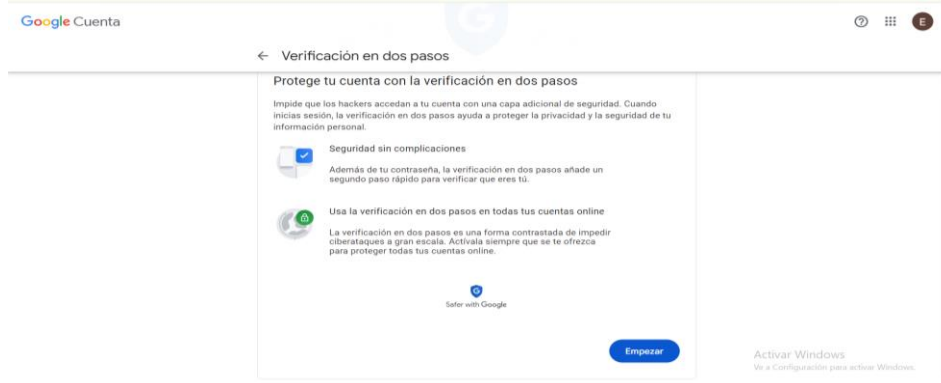 Google Cuenta
E
Verificación en dos pasos
Protege tu cuenta con la verificación en dos pasos
Impide que los hackers accedan a tu cuenta con una capa adicional de seguridad. Cuando
inicias sesión, la verificación en dos pasos ayuda a proteger la privacidad y la seguridad de tu
información personal.
Seguridad sin complicaciones
Además de tu contraseña, la verificación en dos pasos añade un
segundo paso rápido para verificar que eres tú.
Usa la verificación en dos pasos en todas tus cuentas online
La verificación en dos pasos es una forma contrastada de impedir
ciberataques a gran escala. Actívala siempre que se te ofrezca
para proteger todas tus cuentas online.
G
Safer with Google
Empezar
Activar Windows
Ve a Configuración para activar Windows.